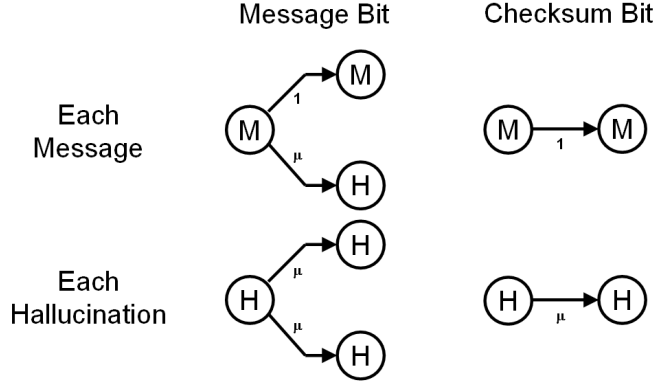 Message Bit Checksum Bit
M
1
Each
Message
M
M M
1
μ
H
H
μ
Each
Hallucination
H
H H
μ
μ
H